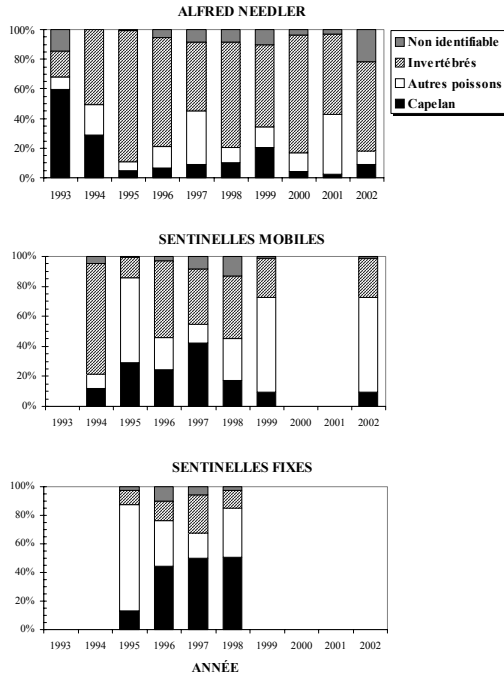 ALFRED NEEDLER
100%
80%
60%
40%
20%
0%
1993 1994 1995 1996 1997 1998 1999 2000 2001 2002
Non identifiable
Invertébrés
Autres poissons
Capelan
SENTINELLES MOBILES
100%
80%
60%
40%
20%
0%
1993 1994 1995 1996 1997 1998 1999 2000 2001 2002
SENTINELLES FIXES
100%
80%
60%
40%
20%
0%
1993 1994 1995 1996 1997 1998 1999 2000 2001 2002
ANNÉE